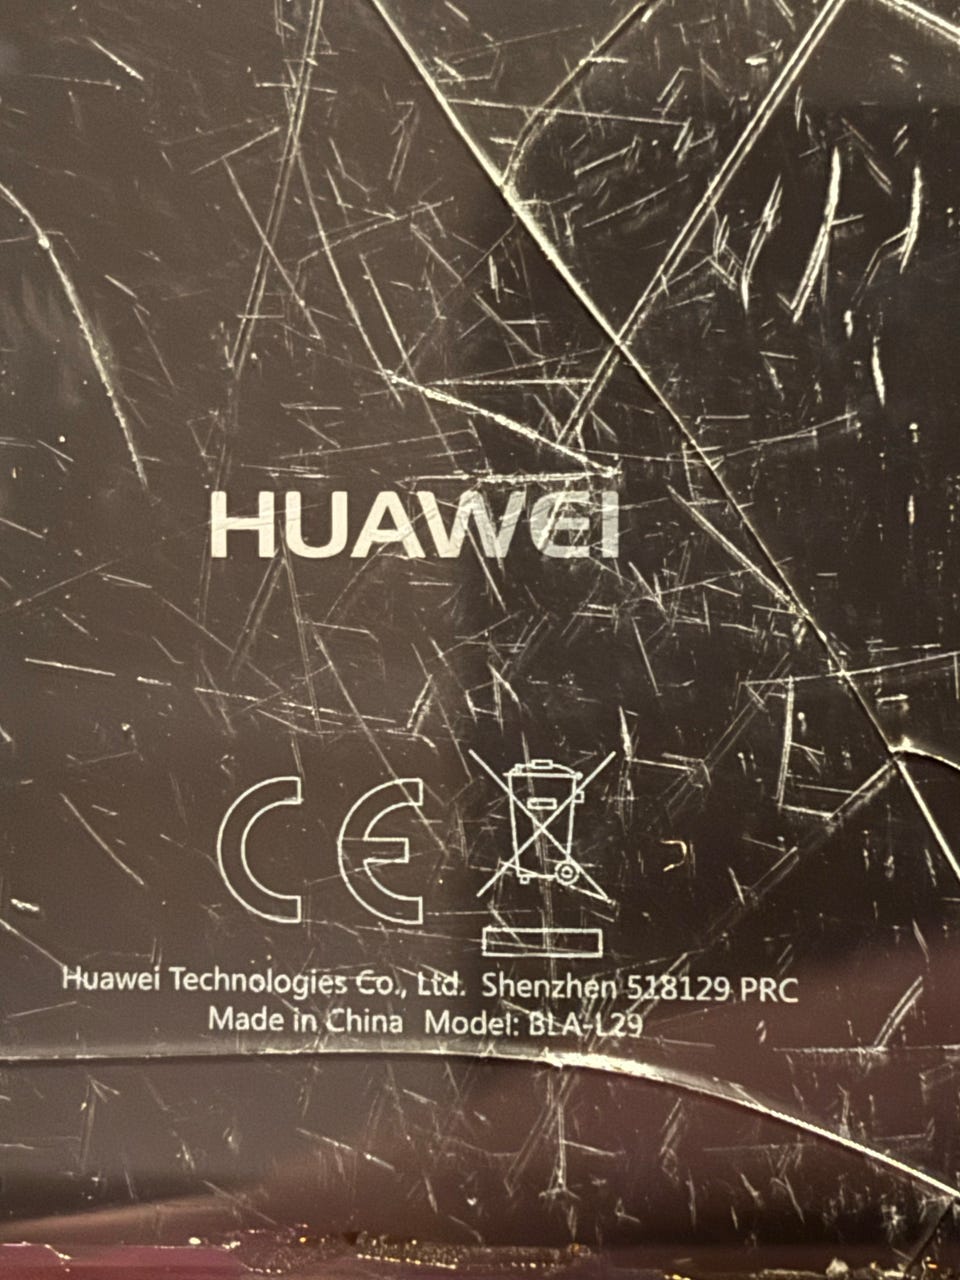 HUAWEI
CE
Huawei Technologies Co., Ltd. Shenzhen 518129 PRC
Made in China Model: BLA-L29